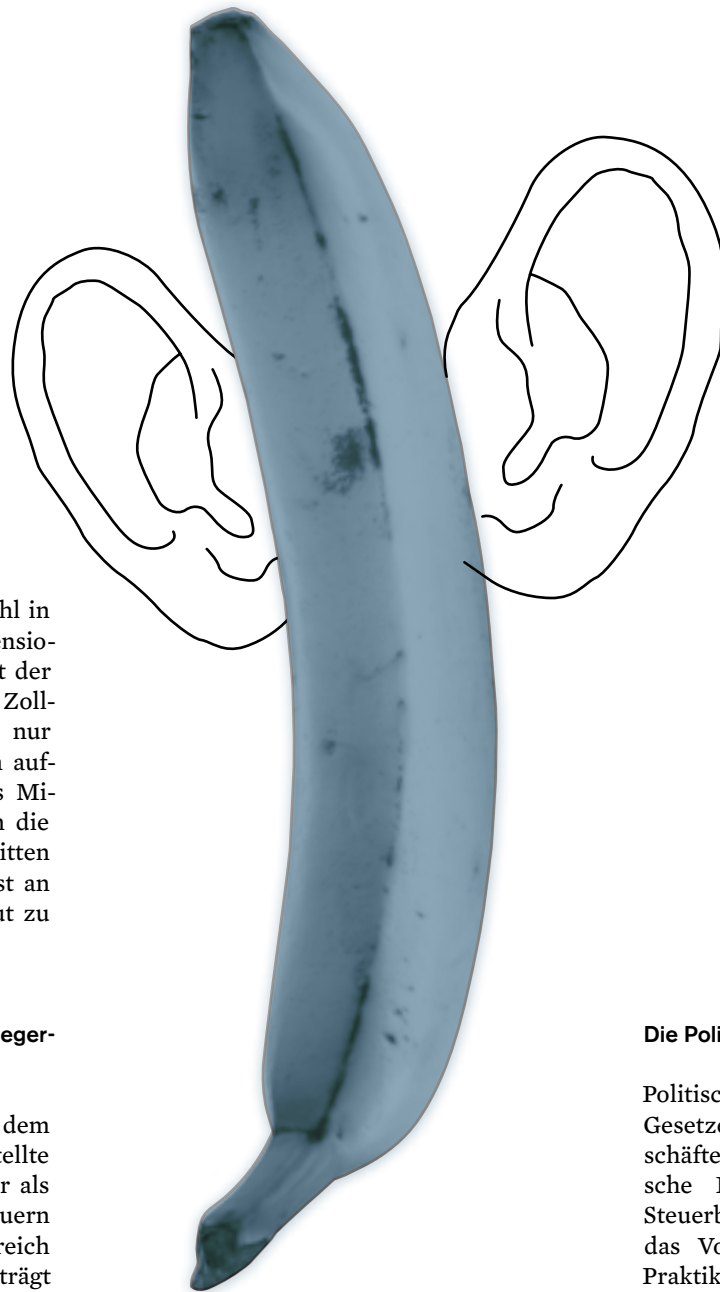 hl in
ensio-
t der
Zoll-
nur
auf-
s Mi-
die
itten
st an
ut zu
eger-
dem
tellte
r als
uern
reich
trägt
Die Poli
Politisc
Gesetze
schäfte
sche
Steuerb
das Vo
Praktik